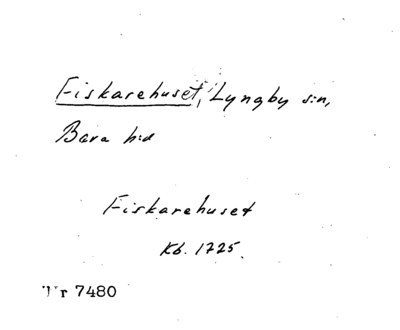 Fiskarehuset, Lyngby s:n,
Bara h:d
Fiskarehuset
Kb. 1725.
Nr 7480